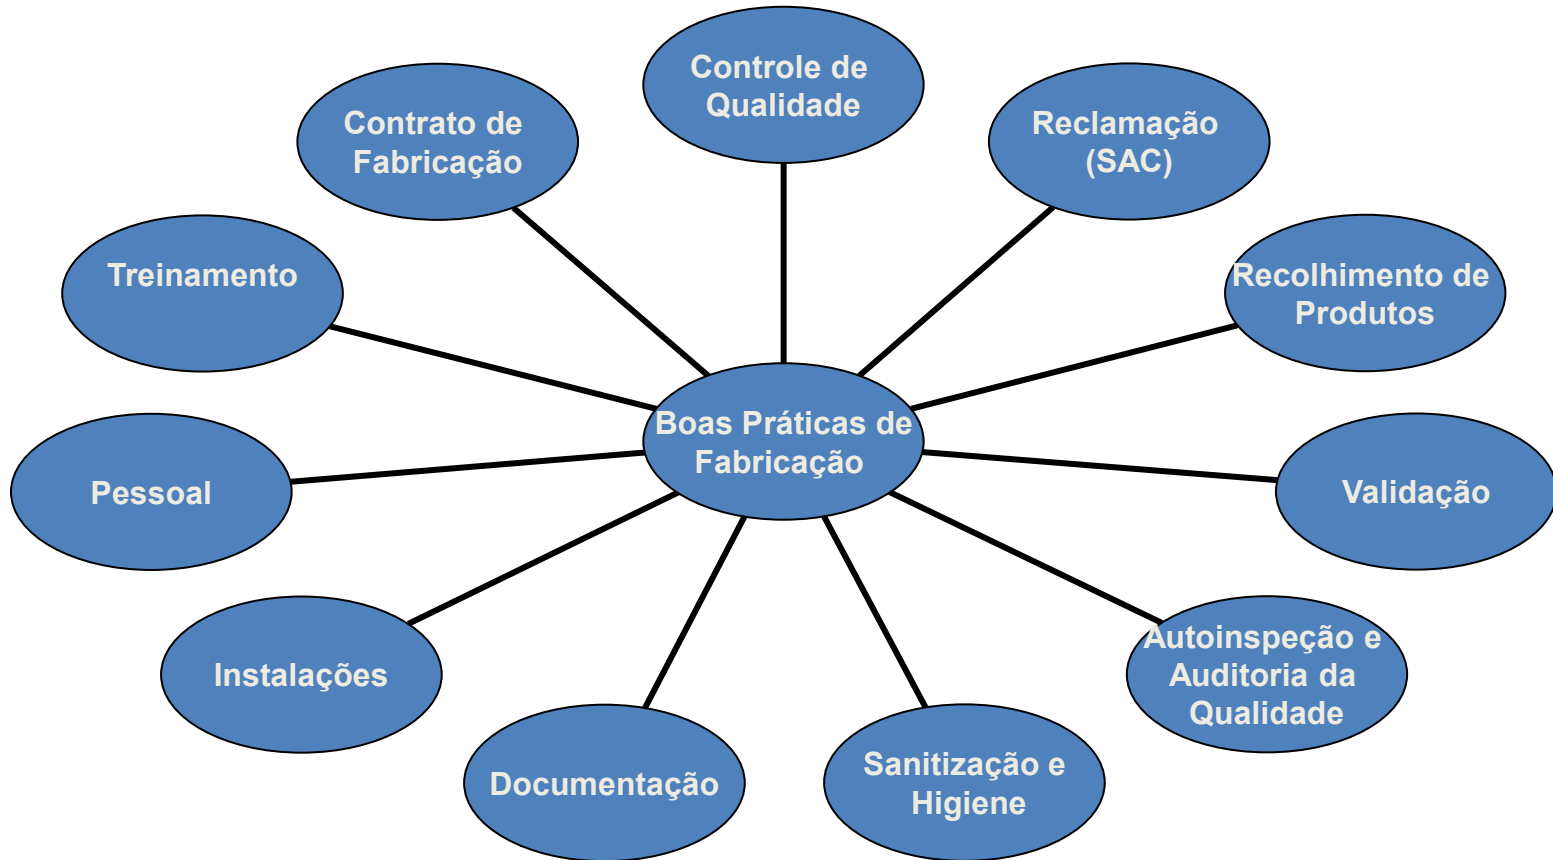 Controle de
Qualidade
Contrato de
Fabricação
Reclamação
(SAC)
Treinamento
Recolhimento de
Produtos
Boas Práticas de
Fabricação
Pessoal
Validação
Instalações
Autoinspeção e
Auditoria da
Qualidade
Documentação
Sanitização e
Higiene